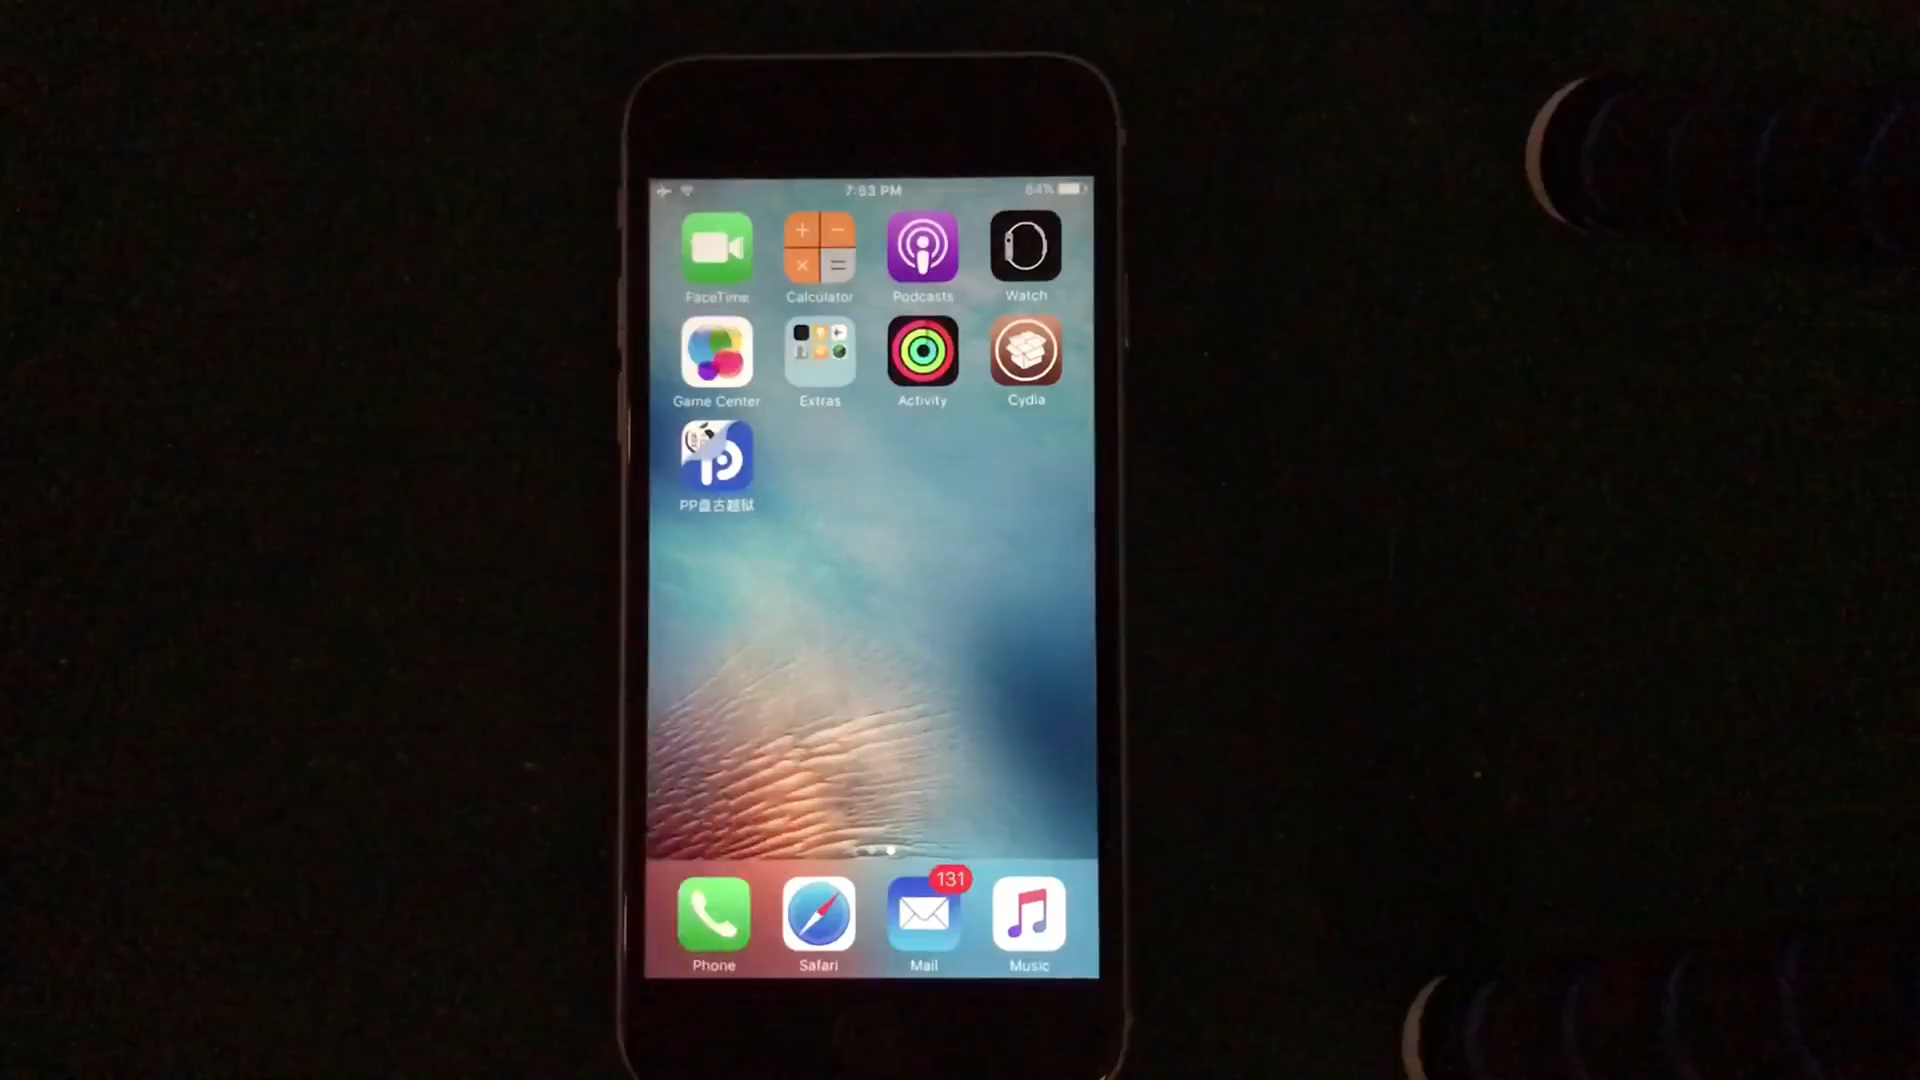 7:53 PM
64%
FaceTime
Calculator
Podcasts
Watch
Game Center
Extras
Activity
Cydia
PP盘古越狱
131
Phone
Safari
Mail
Music